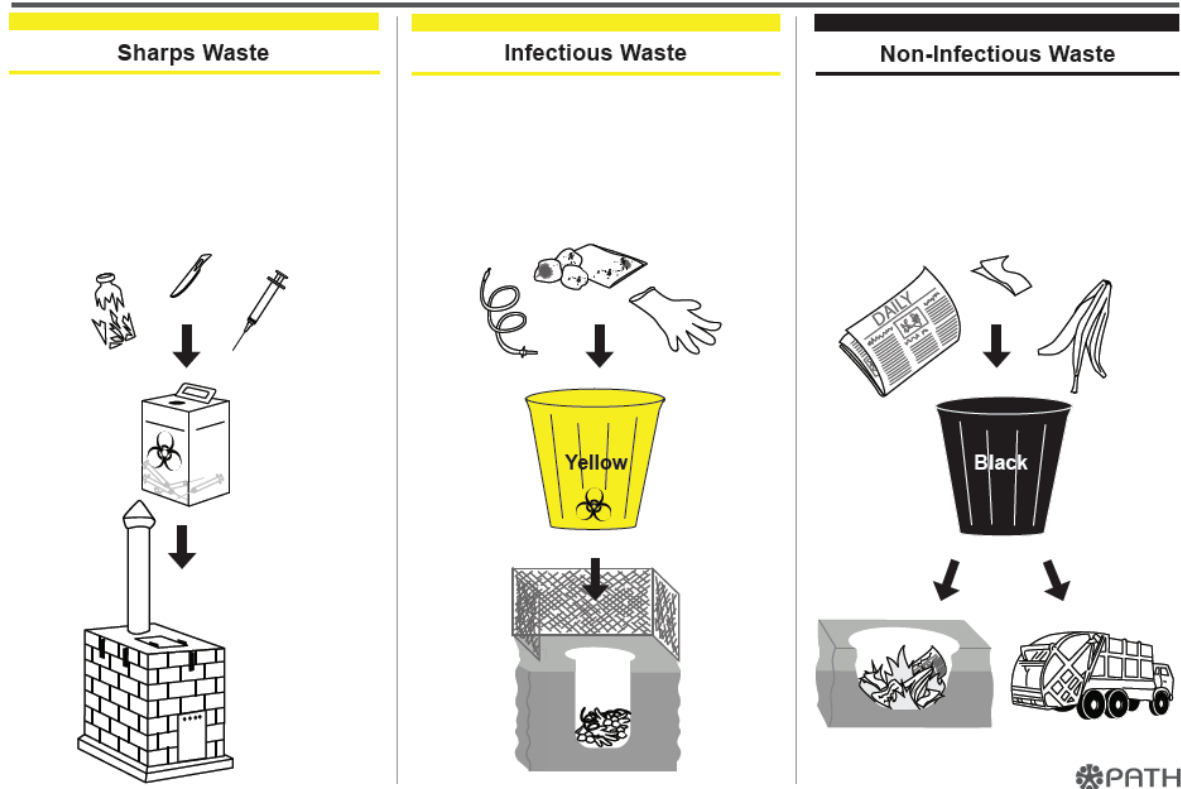 Sharps Waste
Infectious Waste
Non-Infectious Waste
DAILY
Yellow
Black
PATH